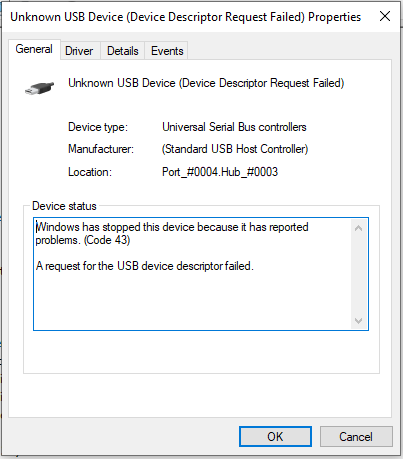 Unknown USB Device (Device Descriptor Request Failed) Properties
General Driver Details Events
Unknown USB Device (Device Descriptor Request Failed)
Device type: Universal Serial Bus controllers
Manufacturer: (Standard USB Host Controller)
Location: Port_#0004.Hub_#0003
Device status
Windows has stopped this device because it has reported
problems. (Code 43)
A request for the USB device descriptor failed.
OK Cancel